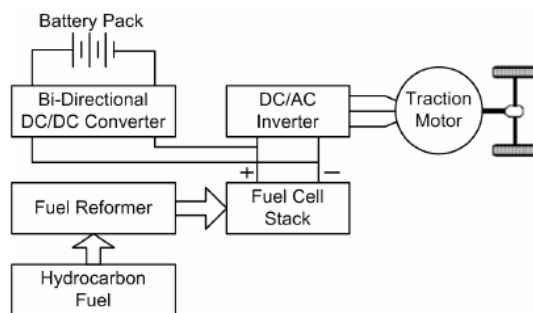 Battery Pack
Bi-Directional
DC/DC Converter
DC/AC
Inverter
Traction
Motor
+
−
Fuel Reformer
Fuel Cell
Stack
Hydrocarbon
Fuel